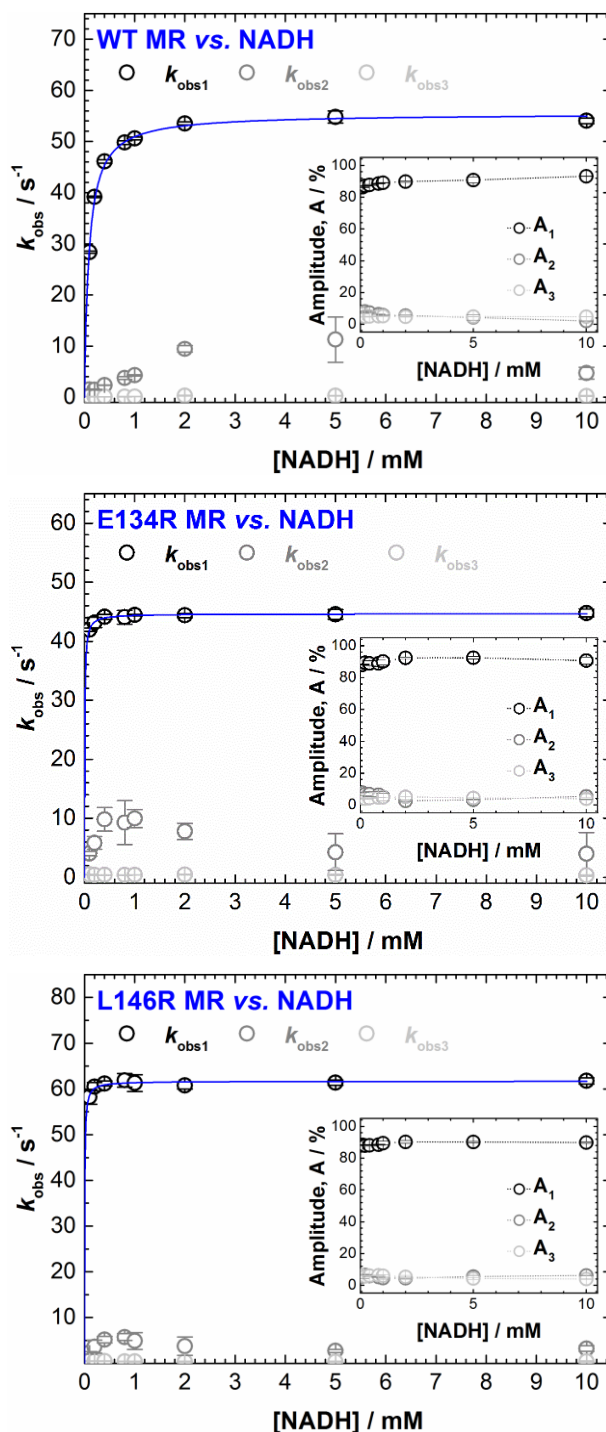 WT MR vs. NADH
kobs1 kobs2 kobs3
70
60
50
40
30
20
10
0
kobs / s-1
0 1 2 3 4 5 6 7 8 9 10
[NADH] / mM
100
80
60
40
20
0
Amplitude, A / %
A1
A2
A3
0 5 10
[NADH] / mM
E134R MR vs. NADH
kobs1 kobs2 kobs3
60
50
40
30
20
10
0
kobs / s-1
0 1 2 3 4 5 6 7 8 9 10
[NADH] / mM
100
80
60
40
20
0
Amplitude, A / %
A1
A2
A3
0 5 10
[NADH] / mM
L146R MR vs. NADH
kobs1 kobs2 kobs3
80
70
60
50
40
30
20
10
kobs / s-1
0 1 2 3 4 5 6 7 8 9 10
[NADH] / mM
100
80
60
40
20
0
Amplitude, A / %
A1
A2
A3
0 5 10
[NADH] / mM